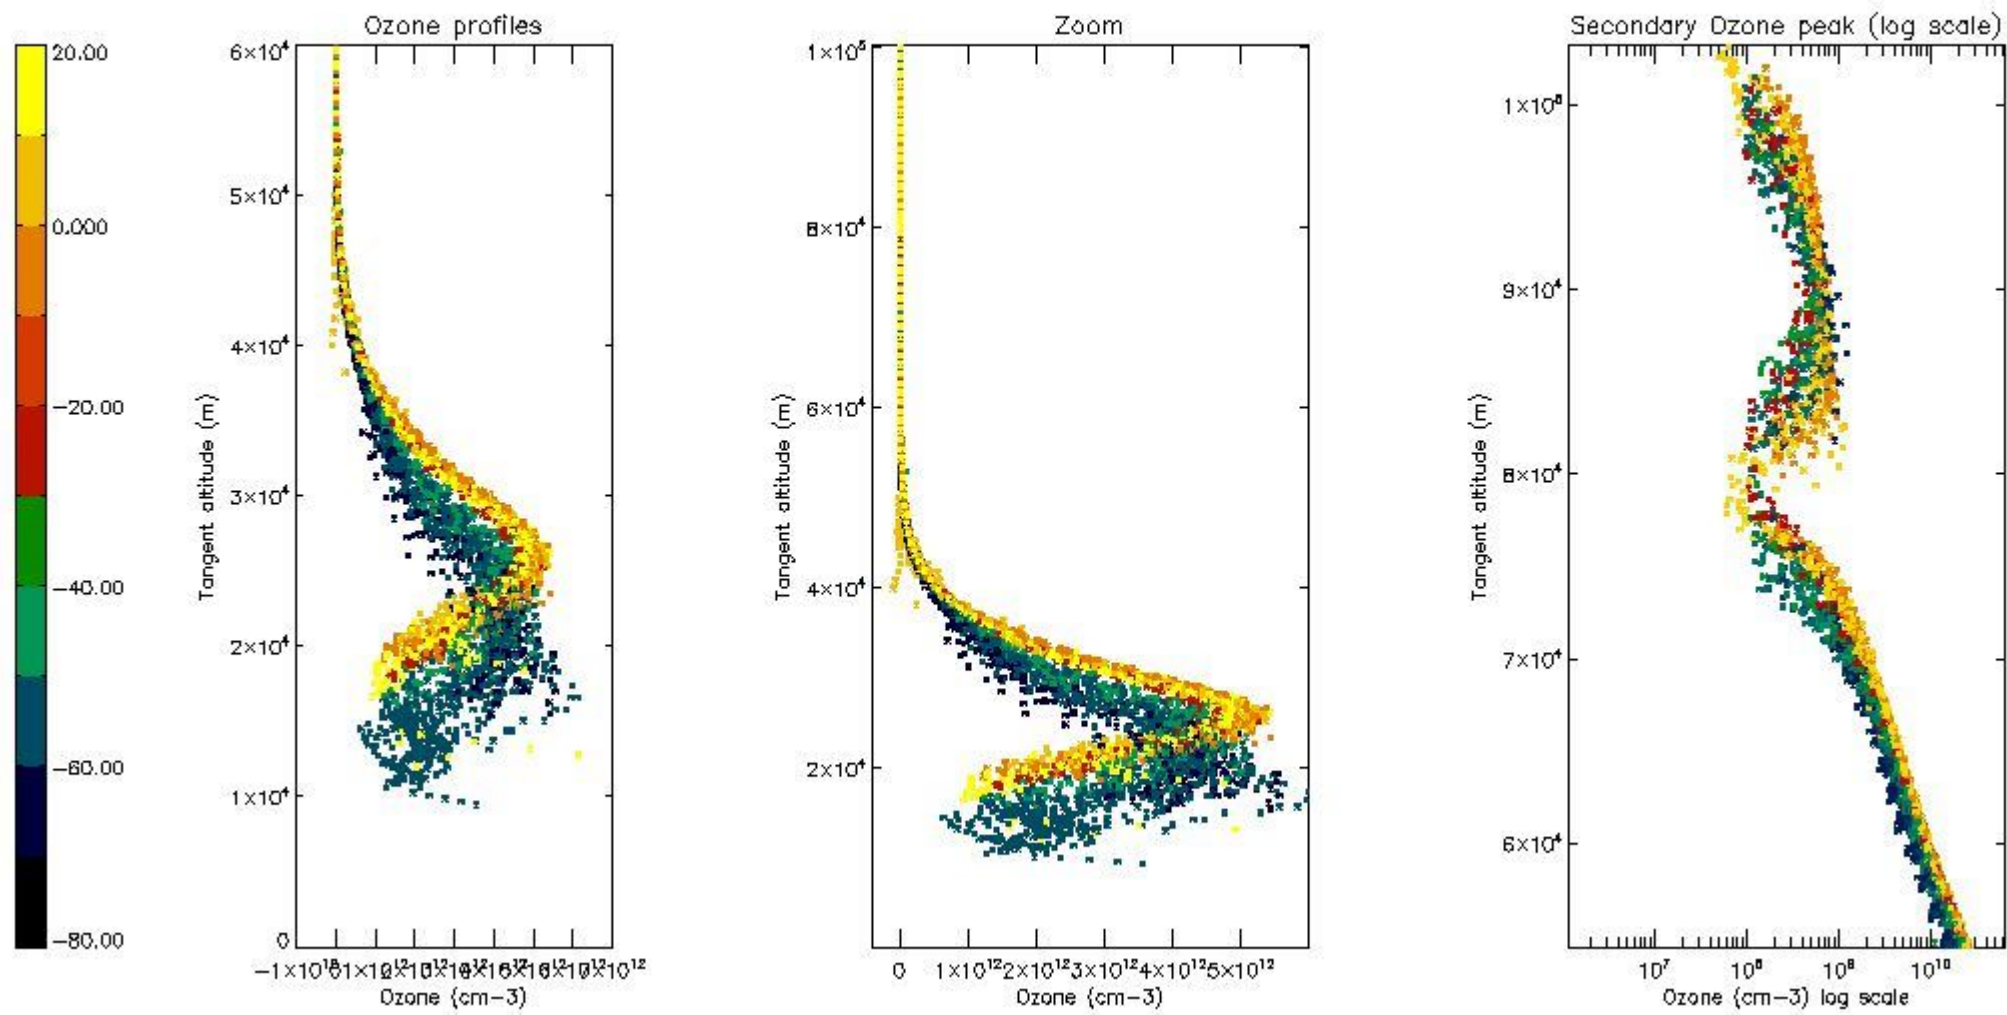 Ozone profiles
Zoom
Secondary Ozone peak (log scale)
20.00
0.000
−20.00
−40.00
−60.00
−80.00
6×10⁴
5×10⁴
4×10⁴
3×10⁴
2×10⁴
1×10⁴
0
Tangent altitude (m)
Ozone (cm−3)
1×10⁵
8×10⁴
6×10⁴
4×10⁴
2×10⁴
Tangent altitude (m)
0 1×10¹² 2×10¹² 3×10¹² 4×10¹² 5×10¹²
Ozone (cm−3)
9×10⁴
8×10⁴
7×10⁴
6×10⁴
Tangent altitude (m)
10⁷ 10⁸ 10⁹ 10¹⁰
Ozone (cm−3) log scale